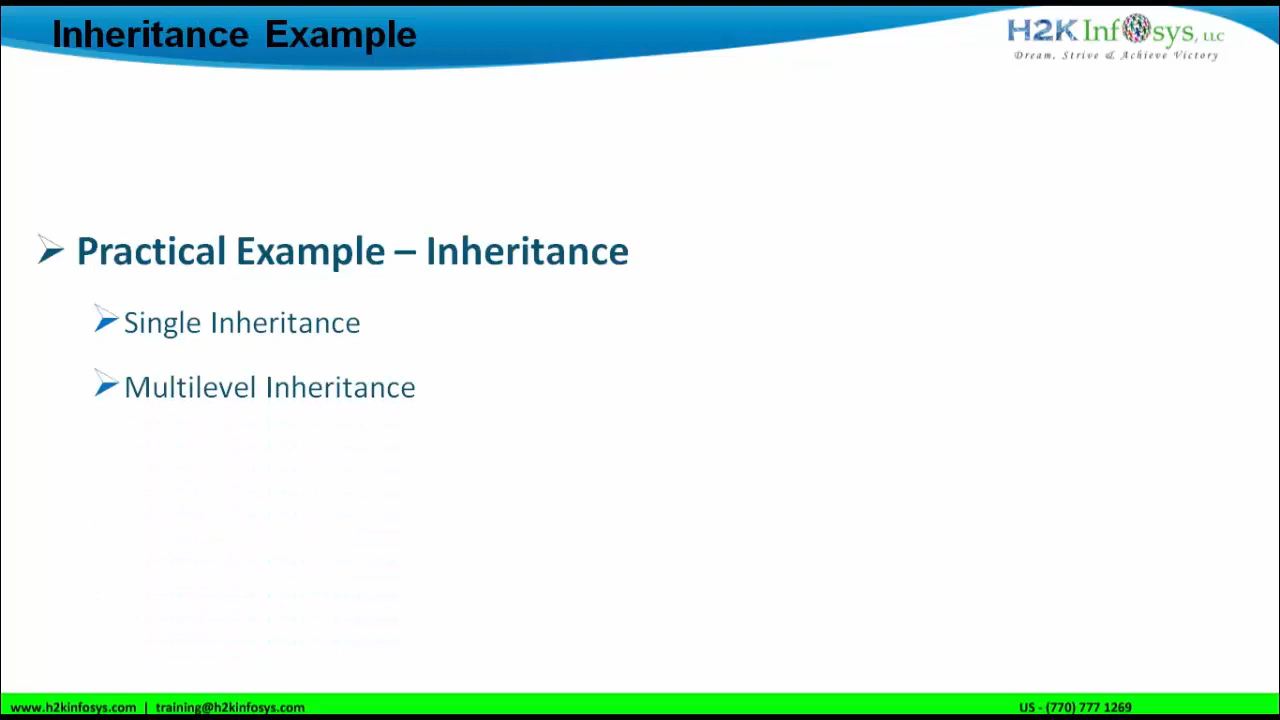 Inheritance Example
H2K Infosys, LLC
Dream, Strive & Achieve Victory
Practical Example – Inheritance
Single Inheritance
Multilevel Inheritance
www.h2kinfosys.com | training@h2kinfosys.com
US - (770) 777 1269